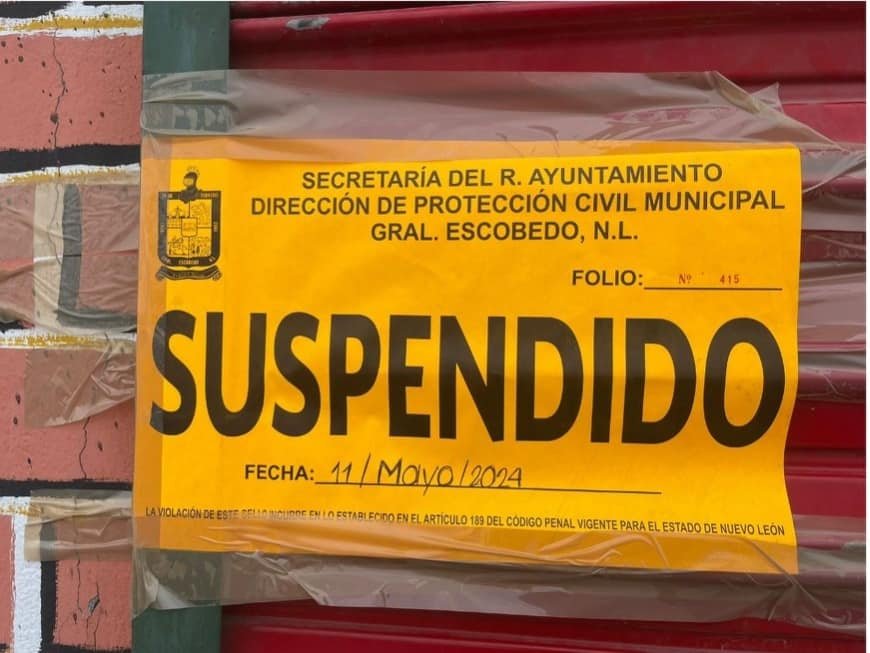 SECRETARÍA DEL R. AYUNTAMIENTO
DIRECCIÓN DE PROTECCIÓN CIVIL MUNICIPAL
GRAL. ESCOBEDO, N.L.
FOLIO: Nº 415
SUSPENDIDO
FECHA: 11/Mayo/2024
LA VIOLACIÓN DE ESTE SELLO INCURRE EN LO ESTABLECIDO EN EL ARTÍCULO 189 DEL CÓDIGO PENAL VIGENTE PARA EL ESTADO DE NUEVO LEÓN